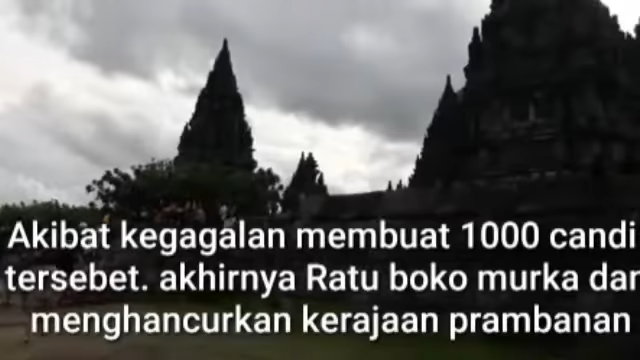 Akibat kegagalan membuat 1000 candi
tersebet. akhirnya Ratu boko murka dan
menghancurkan kerajaan prambanan